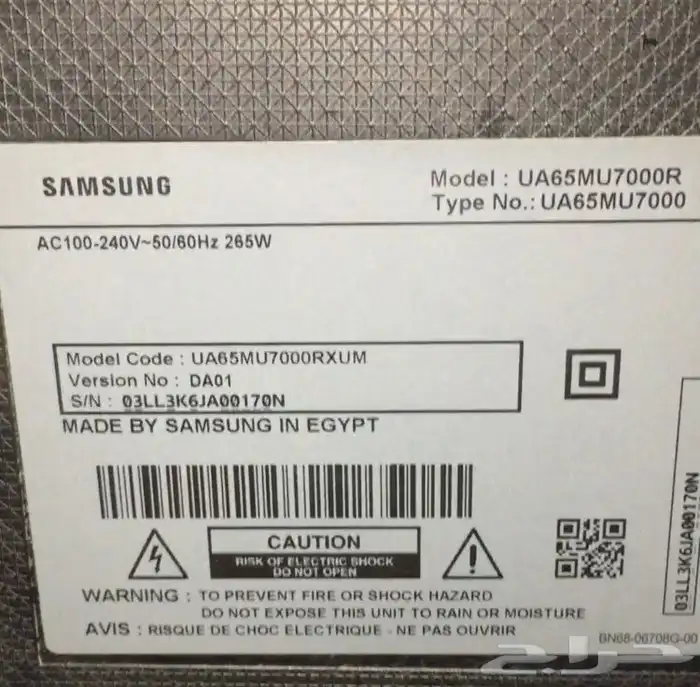 SAMSUNG
Model : UA65MU7000R
Type No.: UA65MU7000
AC100-240V~50/60Hz 265W
Model Code : UA65MU7000RXUM
Version No : DA01
S/N : 03LL3K6JA00170N
MADE BY SAMSUNG IN EGYPT
03LL3K6JA00170N
CAUTION
RISK OF ELECTRIC SHOCK
DO NOT OPEN
WARNING : TO PREVENT FIRE OR SHOCK HAZARD
DO NOT EXPOSE THIS UNIT TO RAIN OR MOISTURE
AVIS : RISQUE DE CHOC ELECTRIQUE - NE PAS OUVRIR
BN68-06708G-00
حراج